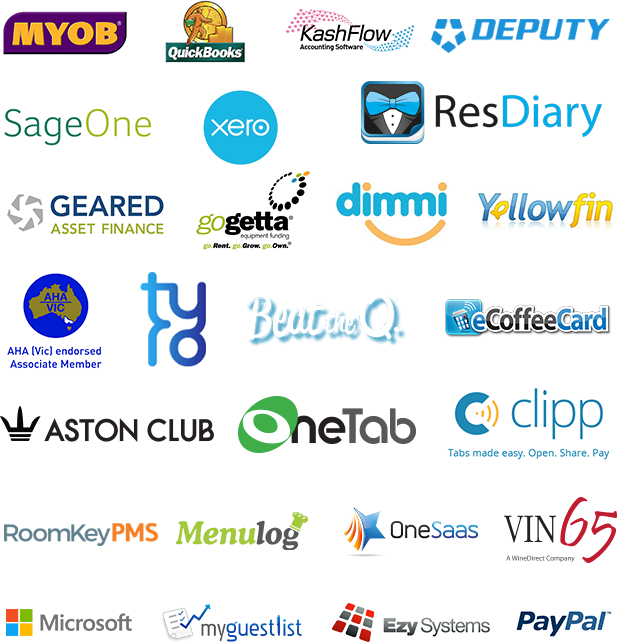 MYOB
QuickBooks
KashFlow
Accounting Software
DEPUTY
SageOne
xero
ResDiary
GEARED
ASSET FINANCE
gogetta
equipment funding
go.Rent. go.Grow. go.Own.
dimmi
Yellowfin
AHA
VIC
AHA (Vic) endorsed
Associate Member
tyro
Beat the Q.
eCoffeeCard
ASTON CLUB
OneTab
clipp
Tabs made easy. Open. Share. Pay
RoomKeyPMS
Menulog
OneSaas
VIN65
A WineDirect Company
Microsoft
myguestlist
Ezy Systems
PayPal™